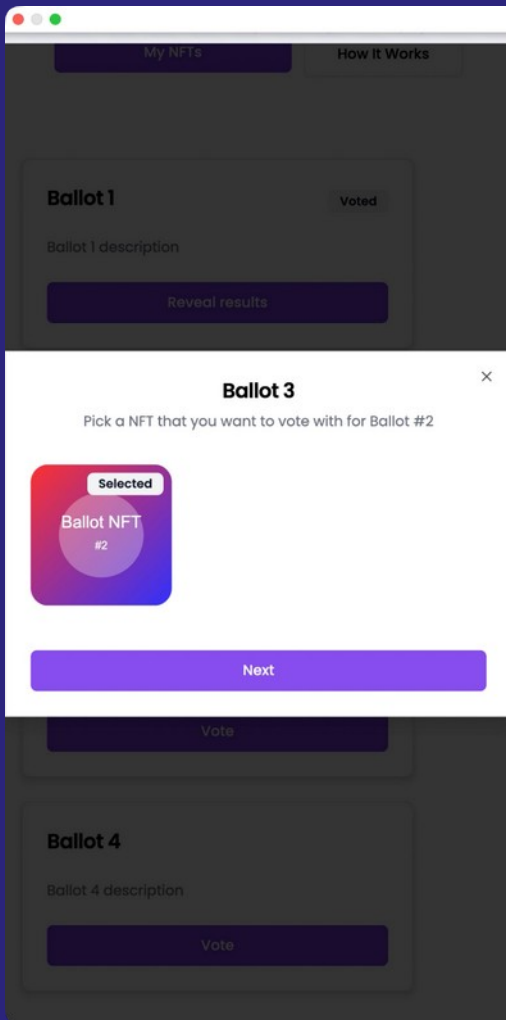 My NFTs
How It Works
Ballot 1
Voted
Ballot 1 description
Reveal results
Ballot 3
Pick a NFT that you want to vote with for Ballot #2
Selected
Ballot NFT
#2
Next
Vote
Ballot 4
Ballot 4 description
Vote